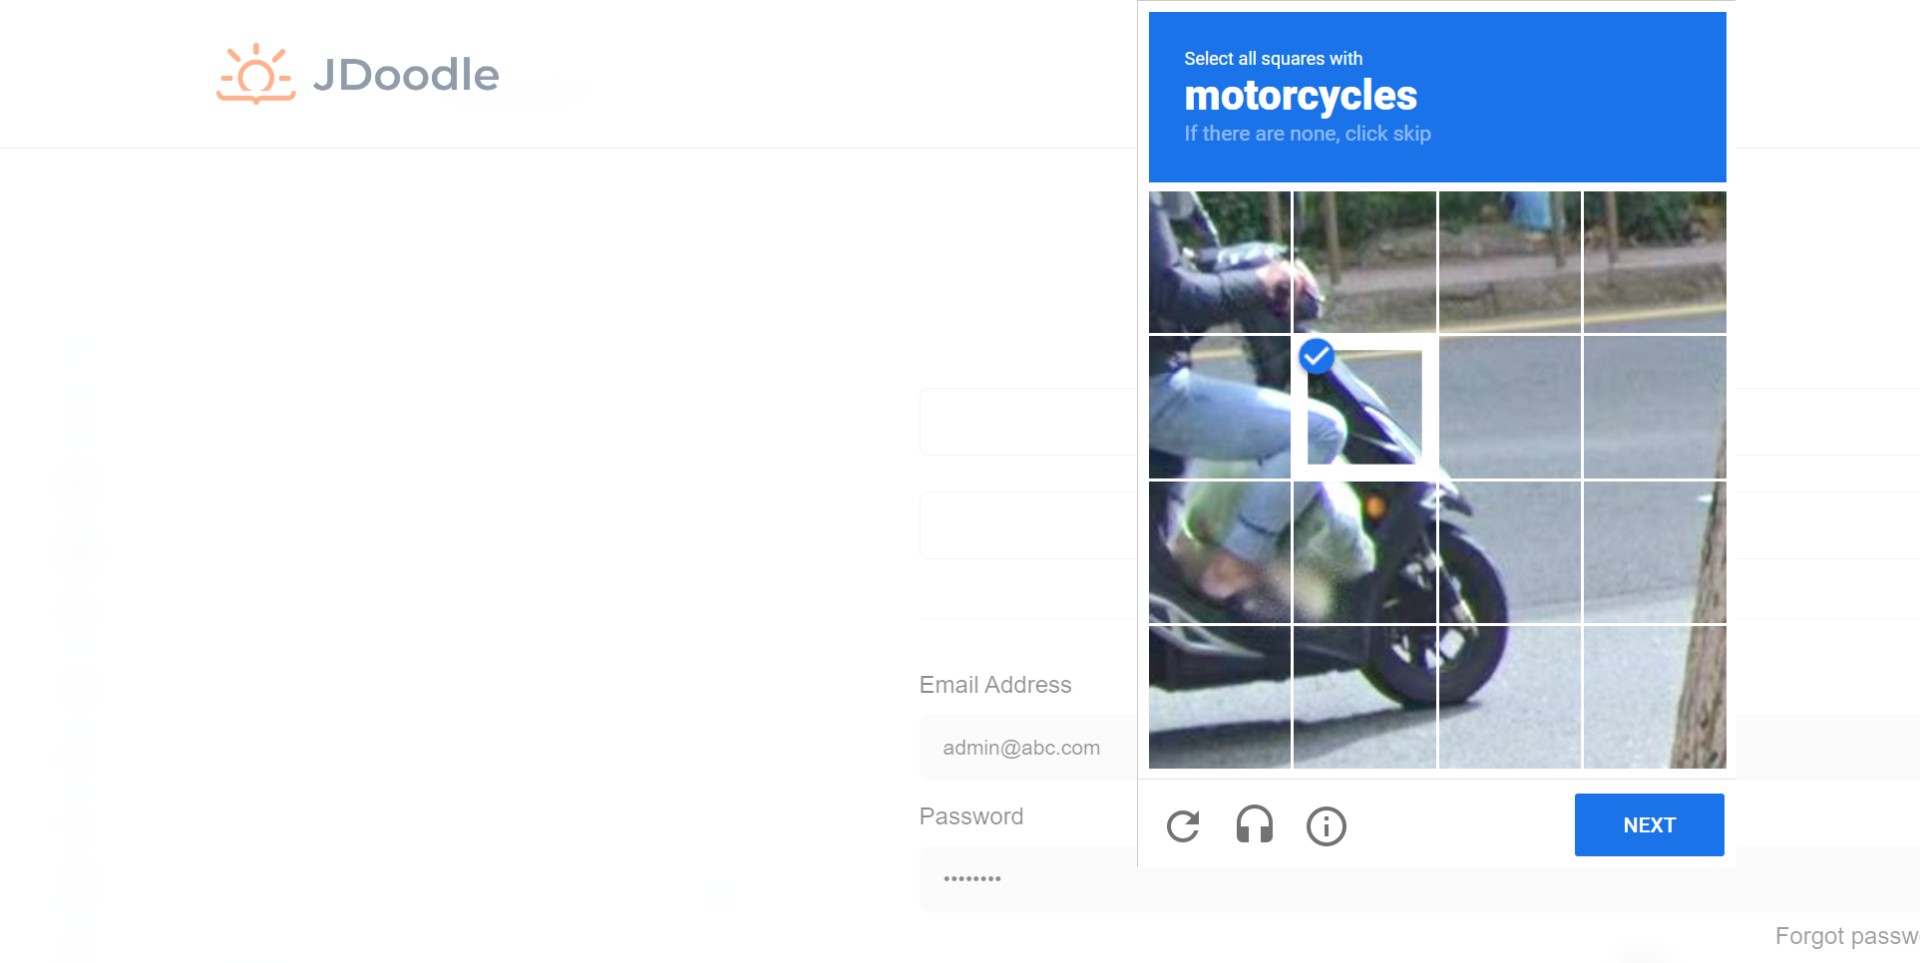 JDoodle
Select all squares with
motorcycles
If there are none, click skip
Email Address
admin@abc.com
Password
••••••••
NEXT
Forgot passw